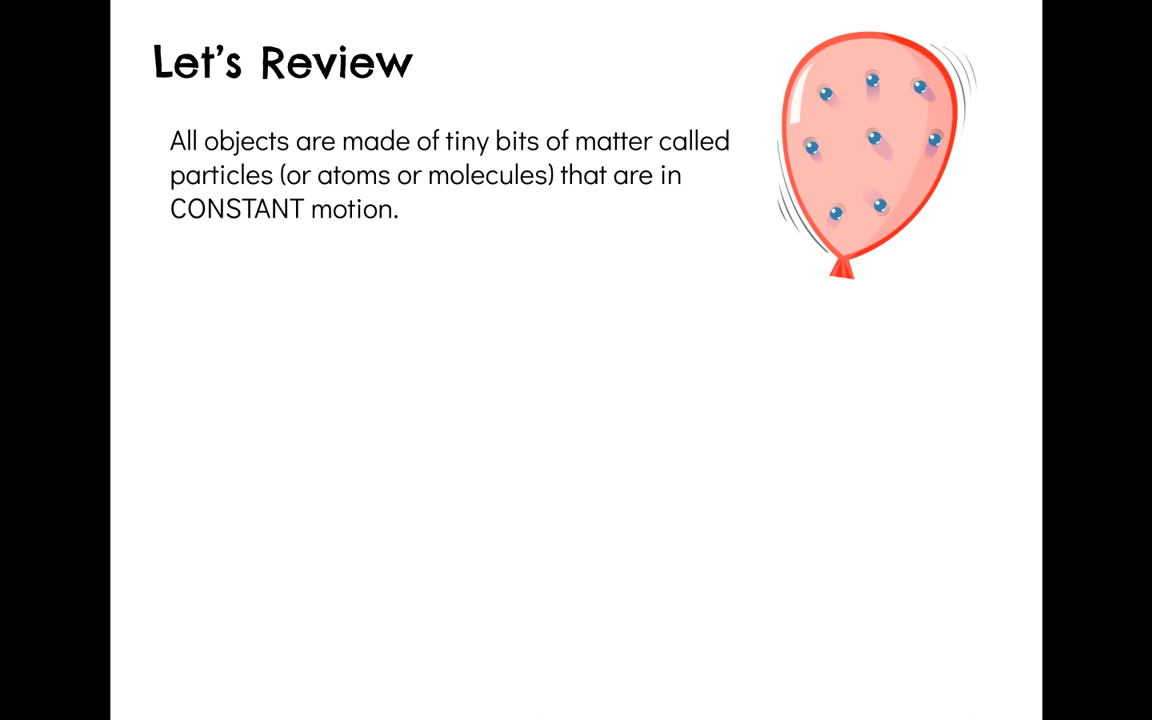 Let's Review
All objects are made of tiny bits of matter called
particles (or atoms or molecules) that are in
CONSTANT motion.